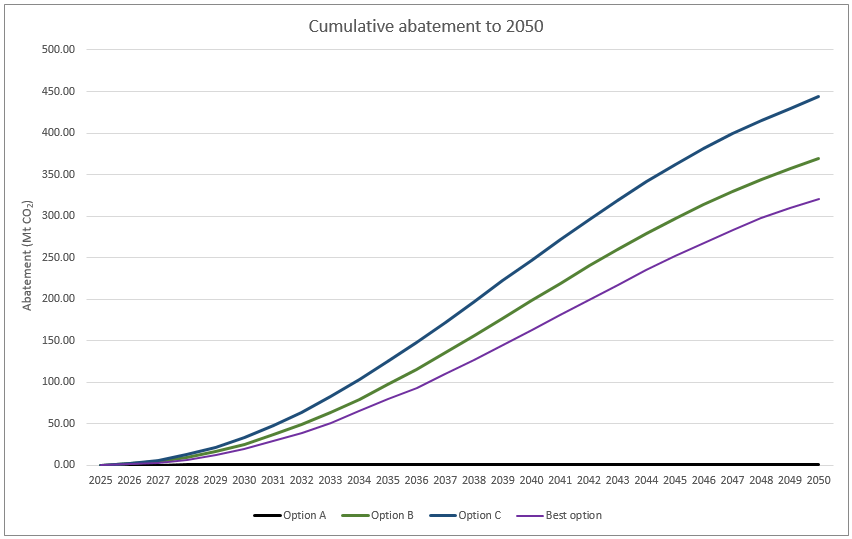 Cumulative abatement to 2050
500.00
450.00
400.00
350.00
300.00
250.00
200.00
150.00
100.00
50.00
0.00
Abatement (Mt CO₂)
2025 2026 2027 2028 2029 2030 2031 2032 2033 2034 2035 2036 2037 2038 2039 2040 2041 2042 2043 2044 2045 2046 2047 2048 2049 2050
Option A Option B Option C Best option